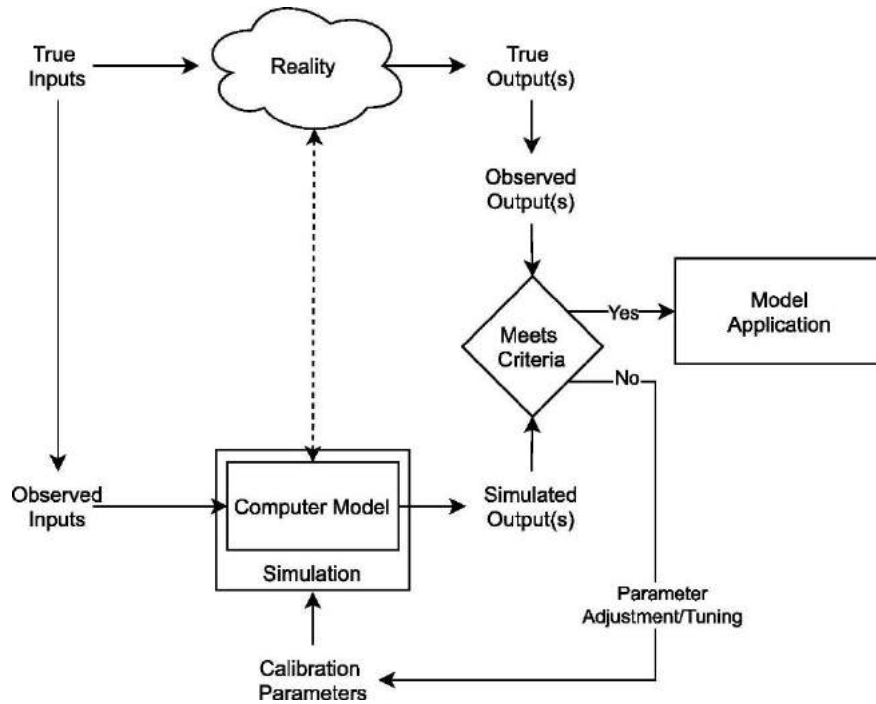 True
Inputs
Reality
True
Output(s)
Observed
Output(s)
Meets
Criteria
Yes
Model
Application
No
Observed
Inputs
Computer Model
Simulation
Simulated
Output(s)
Parameter
Adjustment/Tuning
Calibration
Parameters